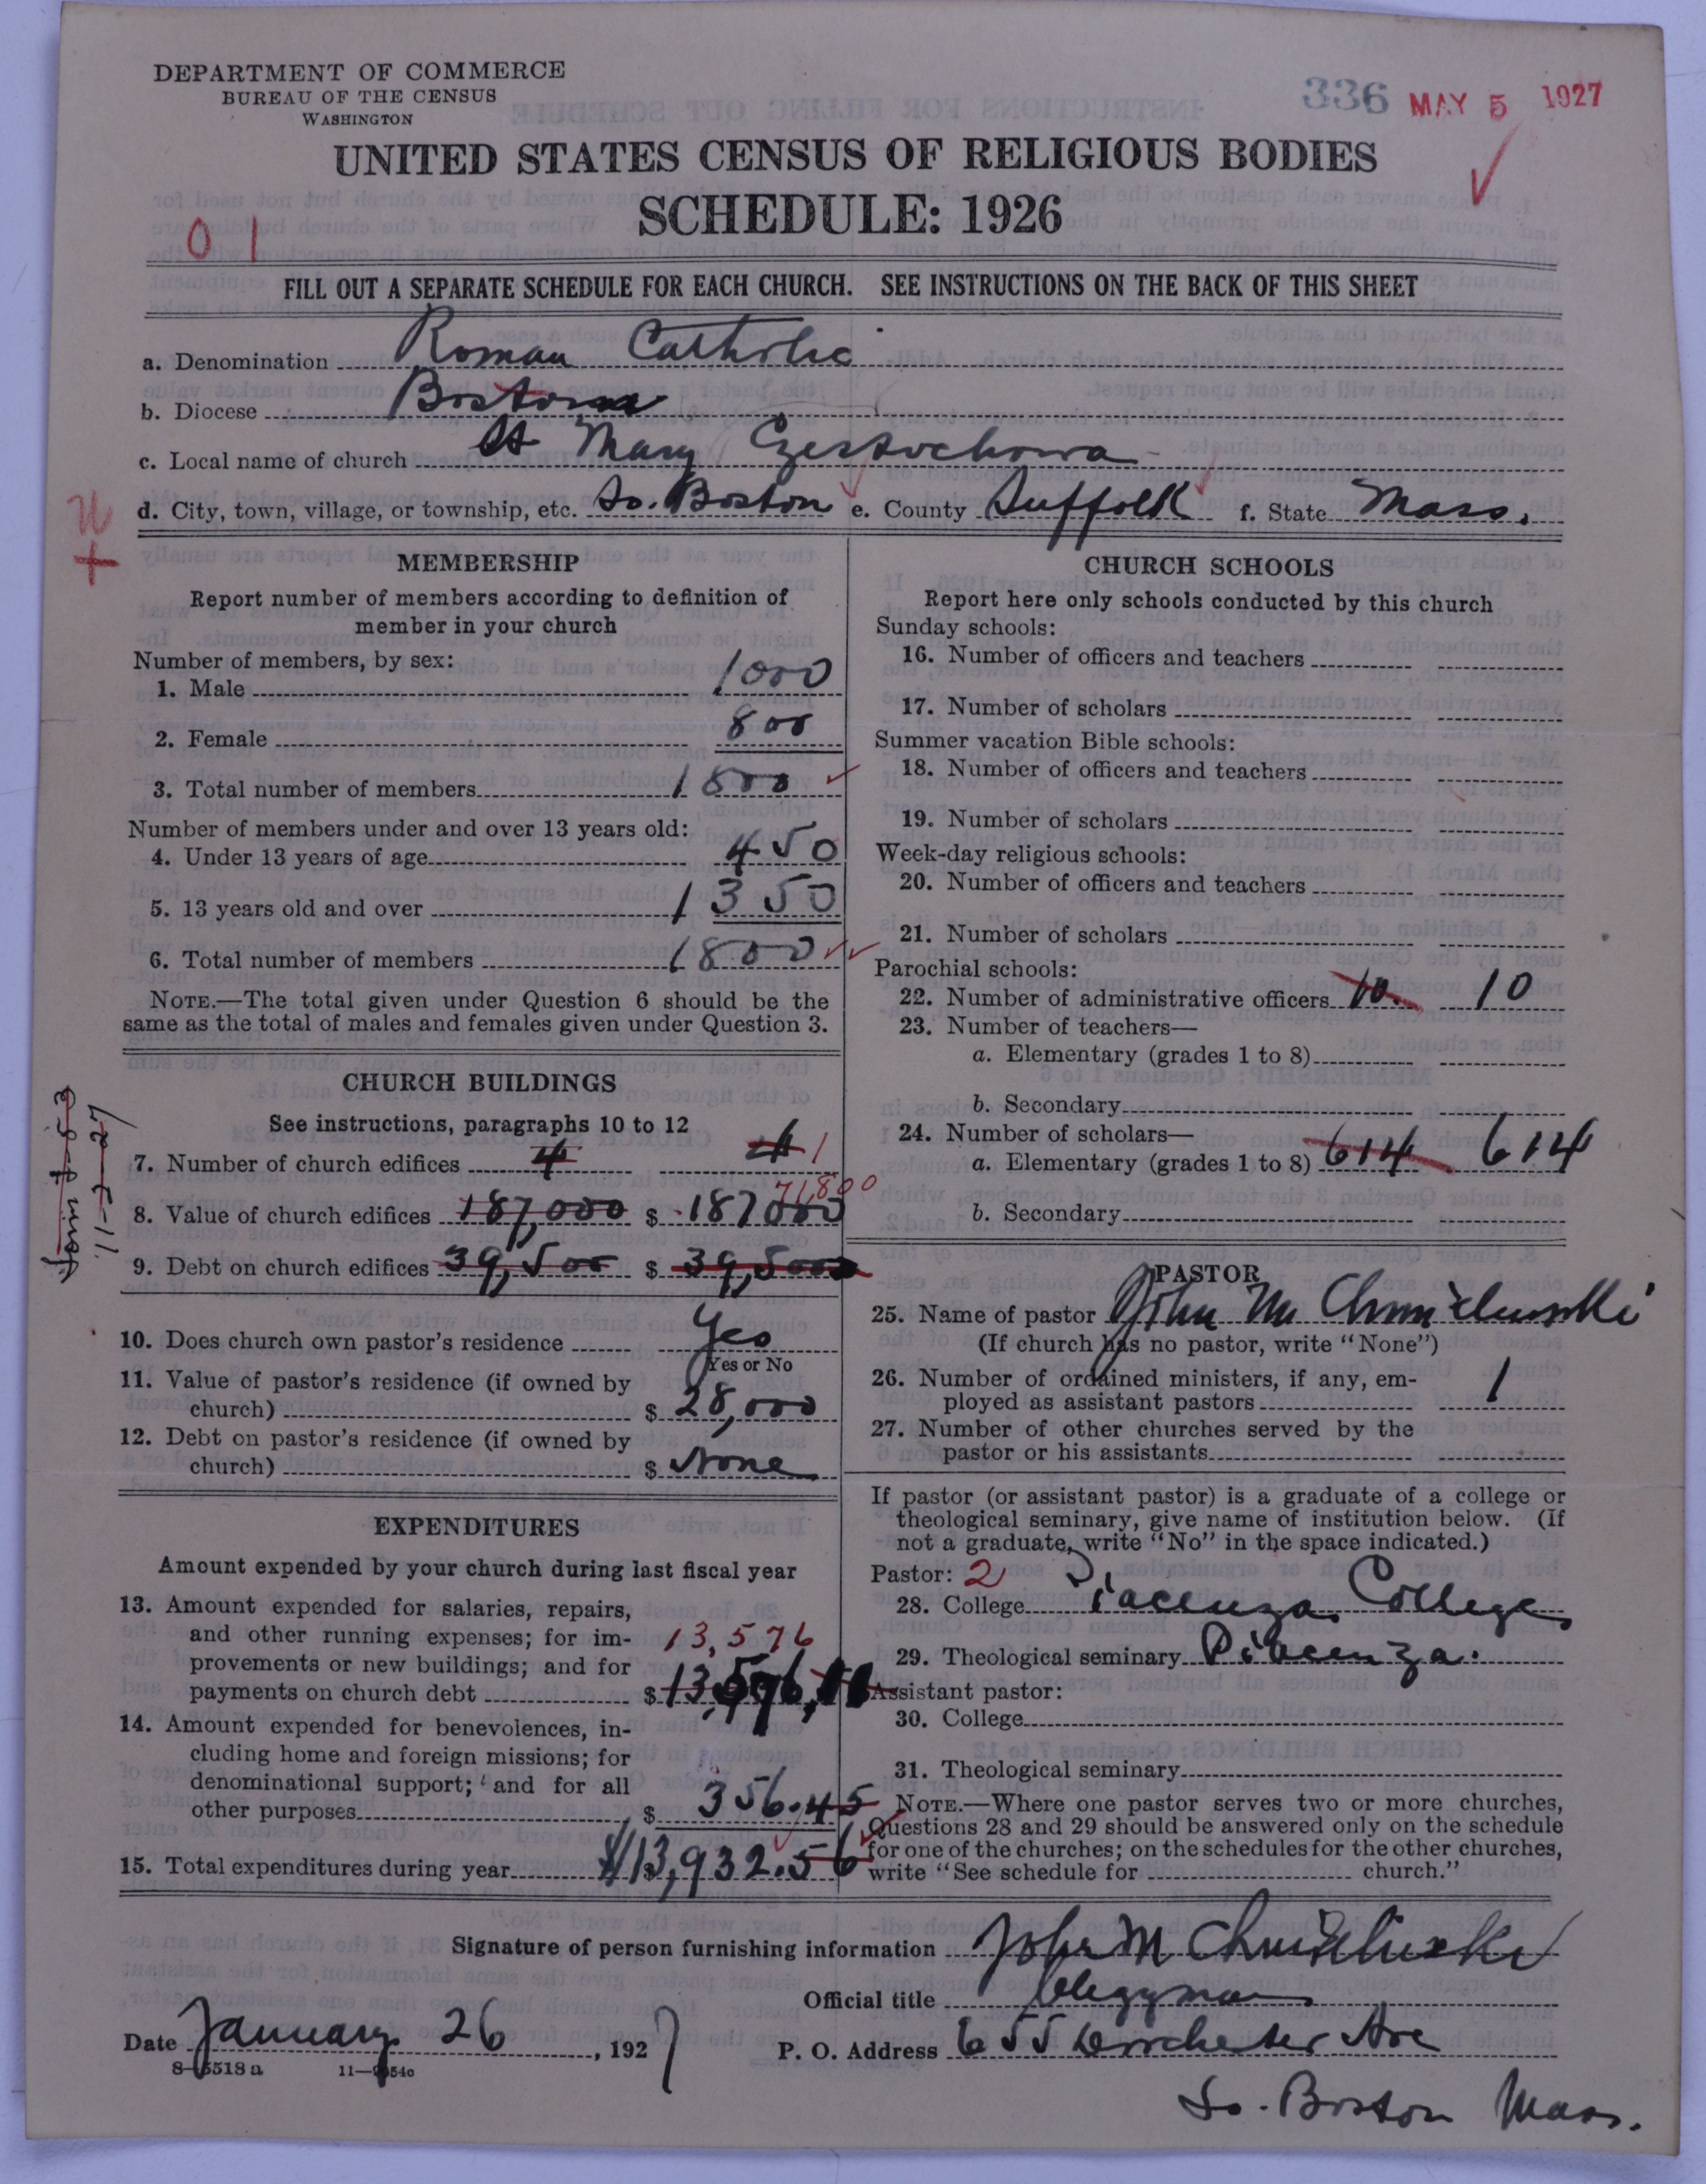 DEPARTMENT OF COMMERCE
BUREAU OF THE CENSUS
WASHINGTON
336 MAY 5 1927
UNITED STATES CENSUS OF RELIGIOUS BODIES
SCHEDULE: 1926
0 1
FILL OUT A SEPARATE SCHEDULE FOR EACH CHURCH. SEE INSTRUCTIONS ON THE BACK OF THIS SHEET
a. Denomination Roman Catholic
b. Diocese Boston
c. Local name of church St Mary Czestochowa
d. City, town, village, or township, etc. So. Boston e. County Suffolk f. State Mass.
MEMBERSHIP
Report number of members according to definition of
member in your church
Number of members, by sex:
1. Male 1000
2. Female 800
3. Total number of members 1800
Number of members under and over 13 years old:
4. Under 13 years of age 450
5. 13 years old and over 1350
6. Total number of members 1800
NOTE.—The total given under Question 6 should be the
same as the total of males and females given under Question 3.
CHURCH BUILDINGS
See instructions, paragraphs 10 to 12
7. Number of church edifices 4 4 1
71,800
8. Value of church edifices 187,000 $ 187000
9. Debt on church edifices 39,500 $ 39,500
10. Does church own pastor's residence Yes
Yes or No
11. Value of pastor's residence (if owned by
church) $ 28,000
12. Debt on pastor's residence (if owned by
church) $ None
EXPENDITURES
Amount expended by your church during last fiscal year
13. Amount expended for salaries, repairs,
and other running expenses; for im-
provements or new buildings; and for
payments on church debt $ 13,576.11
13,576
14. Amount expended for benevolences, in-
cluding home and foreign missions; for
denominational support; and for all
other purposes $ 356.45
15. Total expenditures during year $13,932.56
CHURCH SCHOOLS
Report here only schools conducted by this church
Sunday schools:
16. Number of officers and teachers
17. Number of scholars
Summer vacation Bible schools:
18. Number of officers and teachers
19. Number of scholars
Week-day religious schools:
20. Number of officers and teachers
21. Number of scholars
Parochial schools:
22. Number of administrative officers 10. 10
23. Number of teachers—
a. Elementary (grades 1 to 8)
b. Secondary
24. Number of scholars—
a. Elementary (grades 1 to 8) 614 614
b. Secondary
PASTOR
25. Name of pastor John M Chmielinski
(If church has no pastor, write "None")
26. Number of ordained ministers, if any, em-
ployed as assistant pastors 1
27. Number of other churches served by the
pastor or his assistants
If pastor (or assistant pastor) is a graduate of a college or
theological seminary, give name of institution below. (If
not a graduate, write "No" in the space indicated.)
Pastor: 2
28. College Piacenza College
29. Theological seminary Piacenza.
Assistant pastor:
30. College
31. Theological seminary
NOTE.—Where one pastor serves two or more churches,
Questions 28 and 29 should be answered only on the schedule
for one of the churches; on the schedules for the other churches,
write "See schedule for church."
Signature of person furnishing information John M Chmielinski
Official title Clergyman
Date January 26, 1927
P. O. Address 655 Dorchester Ave
So. Boston Mass.
8—5518a 11—9854c